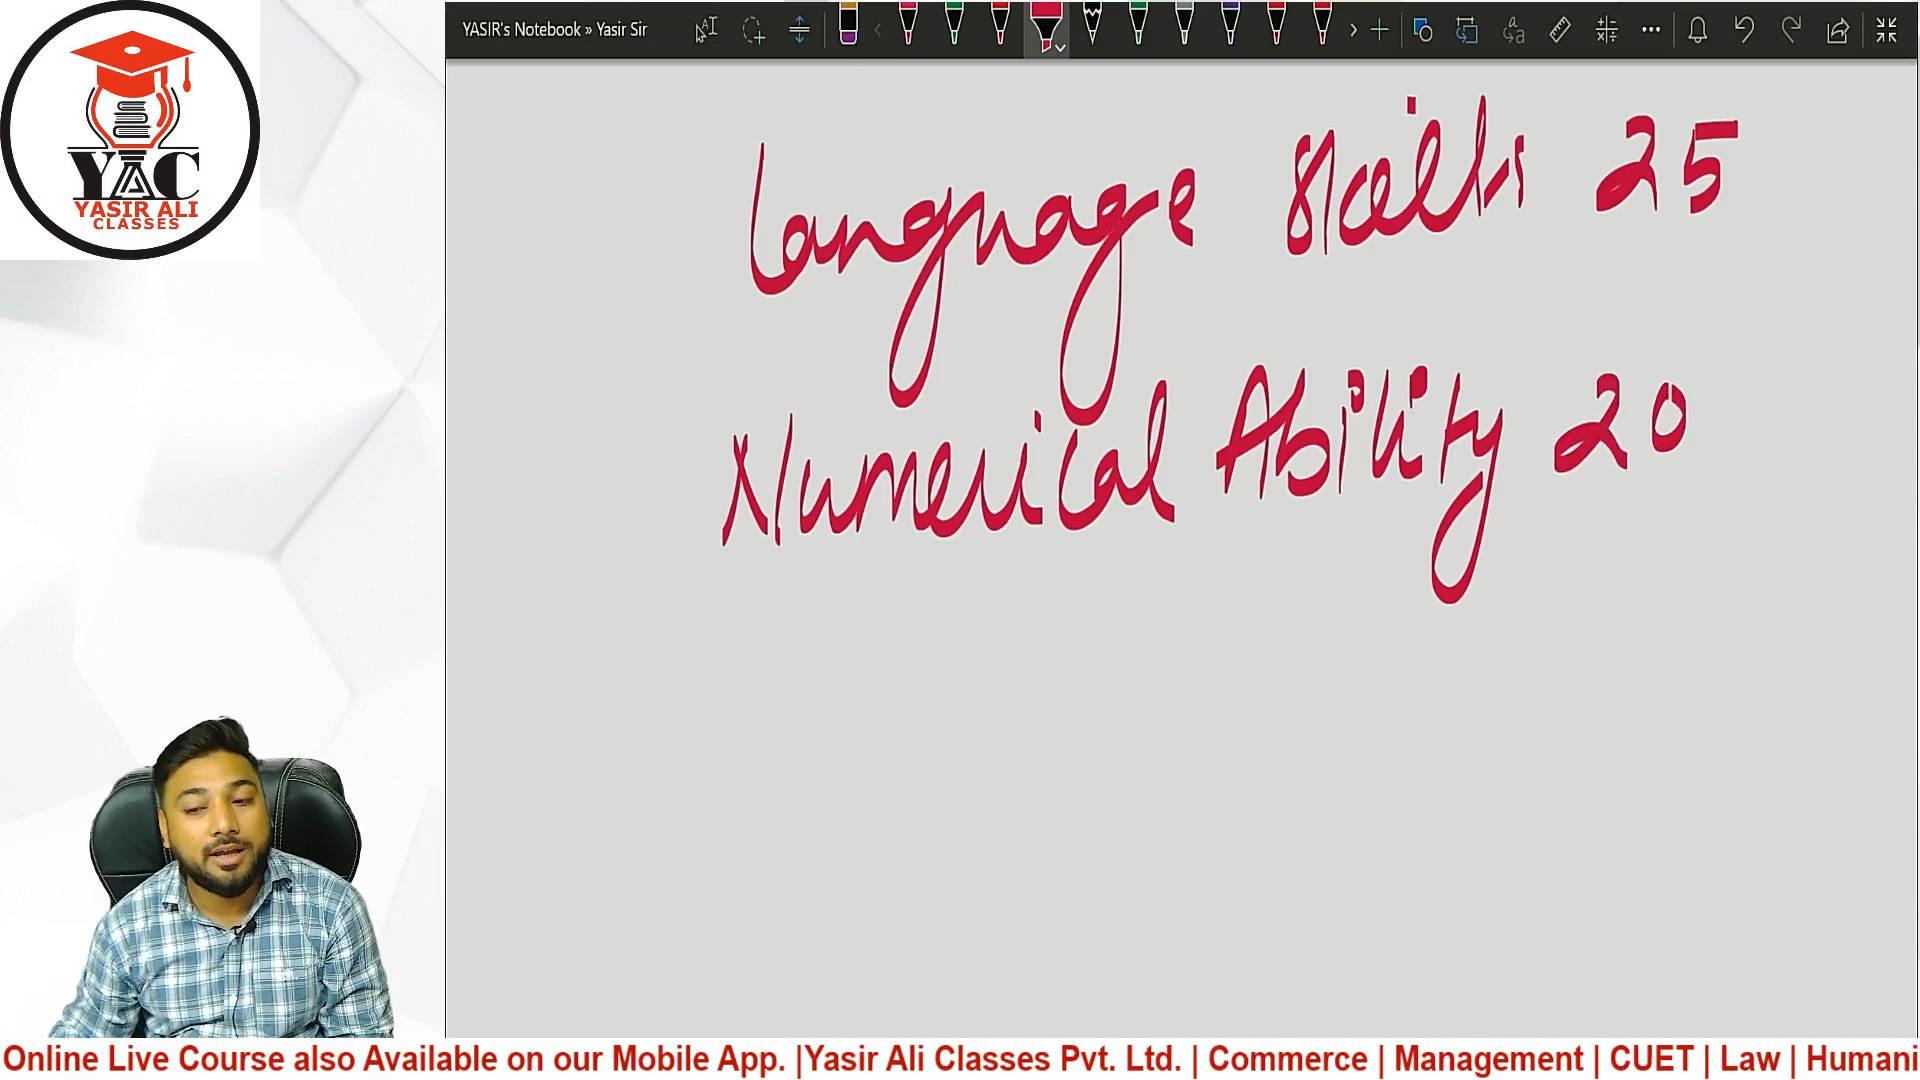 YASIR's Notebook » Yasir Sir
YAC
YASIR ALI
CLASSES
Language Skills 25
Numerical Ability 20
Online Live Course also Available on our Mobile App. |Yasir Ali Classes Pvt. Ltd. | Commerce | Management | CUET | Law | Humani